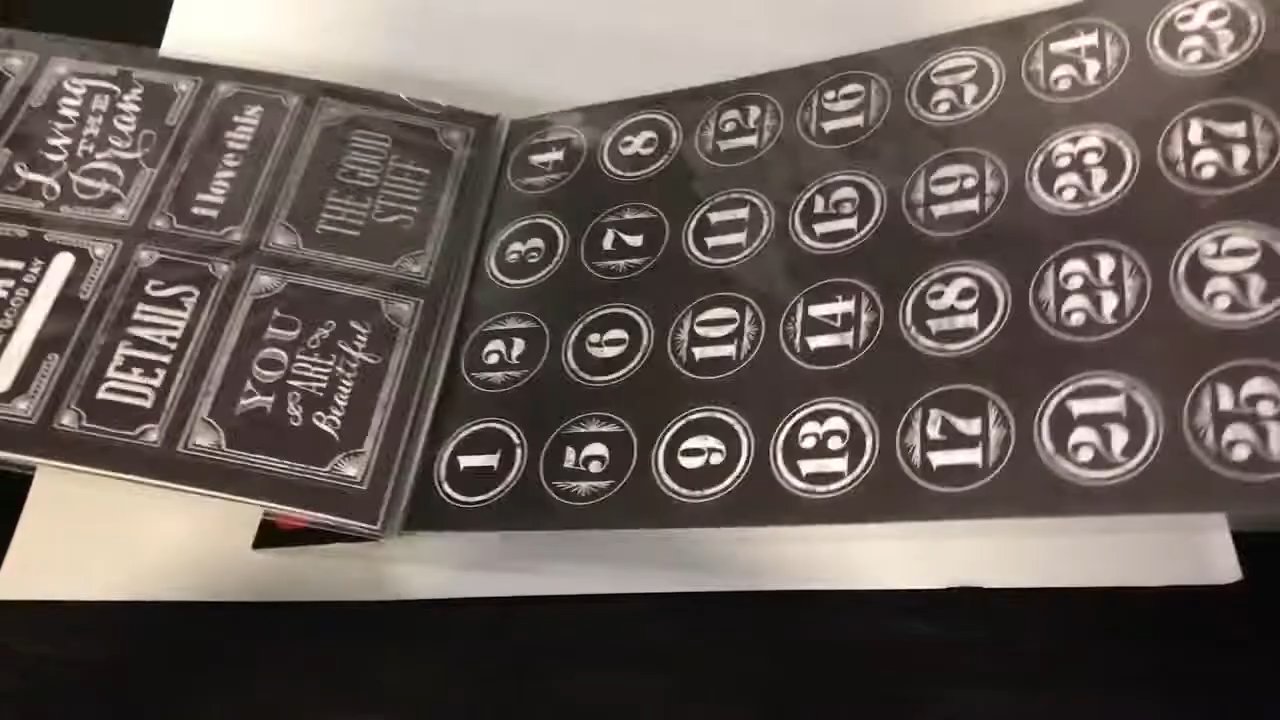 Living
THE
Dream
i love this
THE GOOD
STUFF
GOOD DAY
DETAILS
YOU
ARE
Beautiful
4
8
12
16
20
24
28
3
7
11
15
19
23
27
2
6
10
14
18
22
26
1
5
9
13
17
21
25